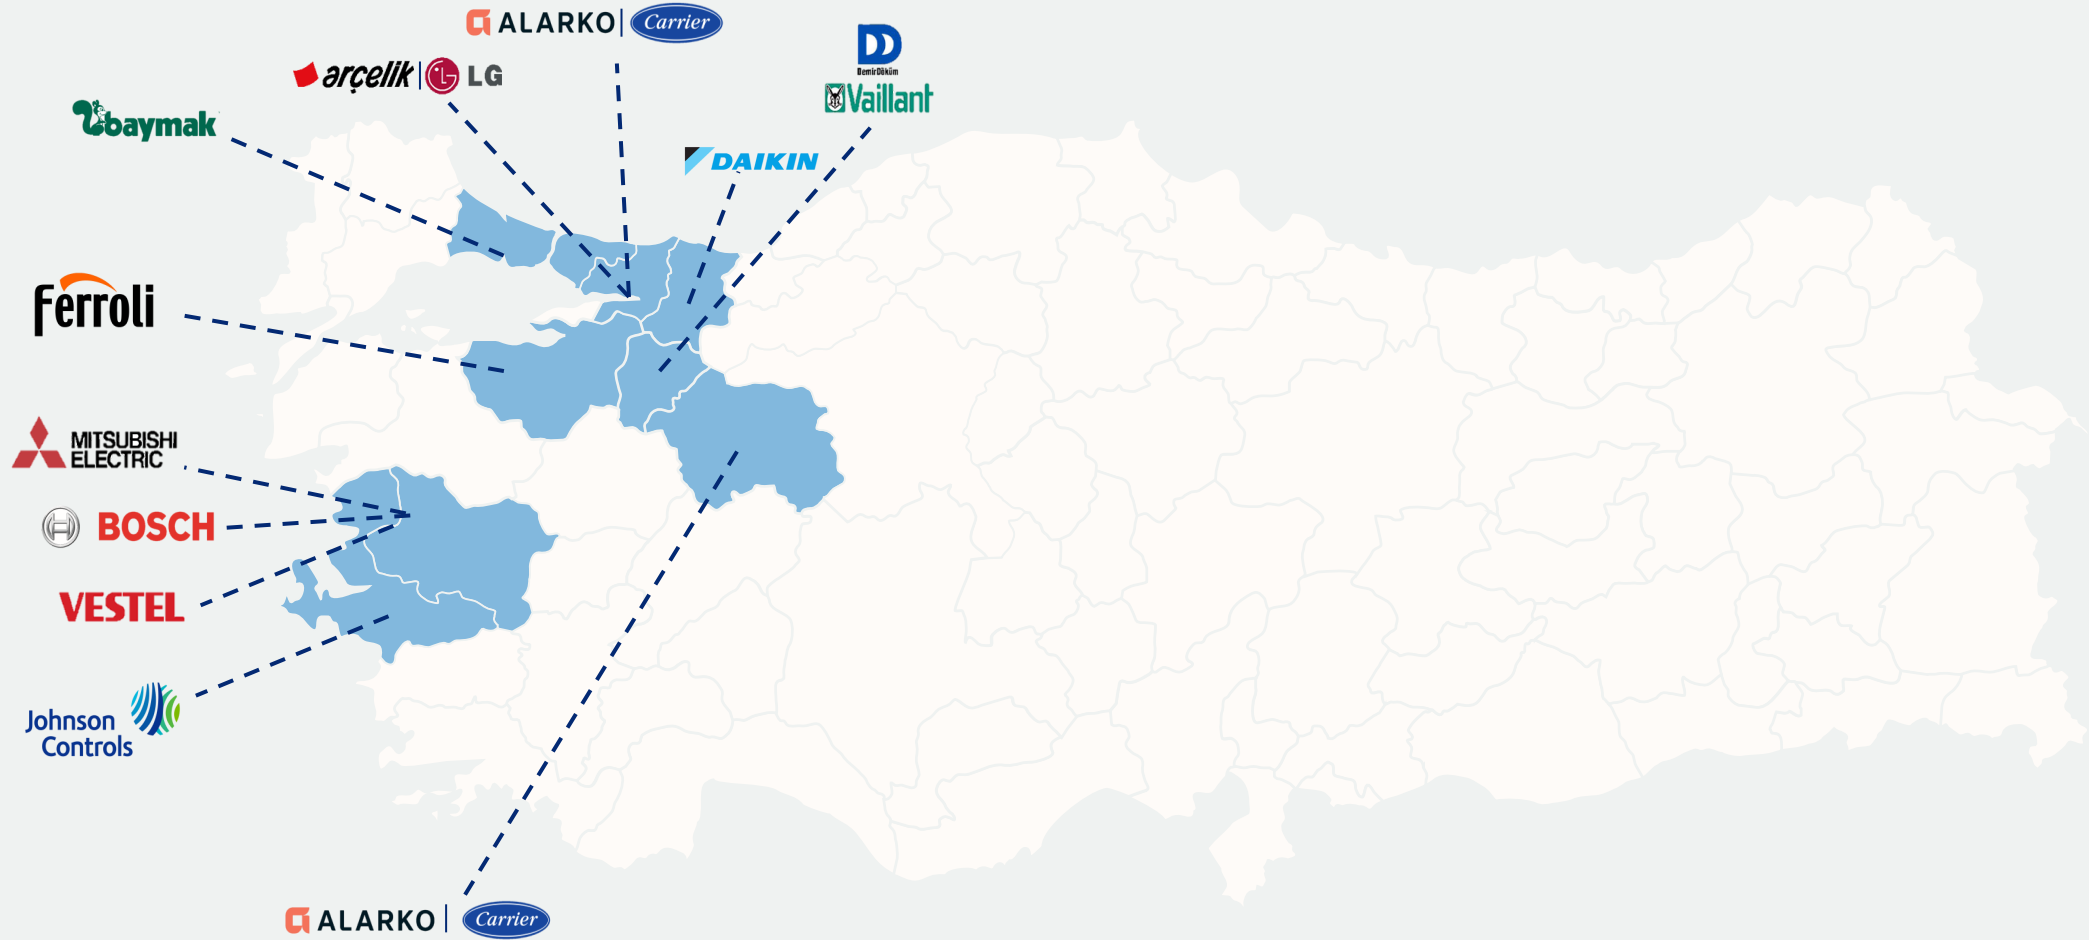 ALARKO Carrier
arçelik LG
DemirDöküm
Vaillant
baymak
DAIKIN
Ferroli
MITSUBISHI
ELECTRIC
BOSCH
VESTEL
Johnson
Controls
ALARKO Carrier